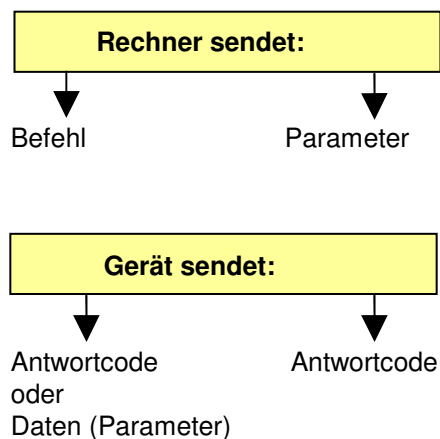 Rechner sendet:
Befehl Parameter
Gerät sendet:
Antwortcode Antwortcode
oder
Daten (Parameter)